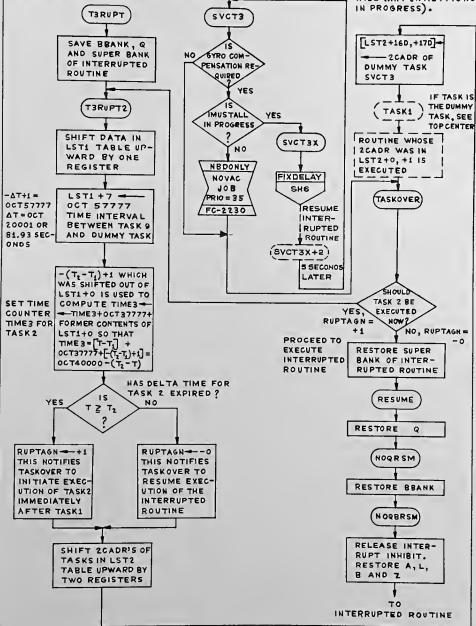 T3RUPT
SAVE BBANK, Q
AND SUPER BANK
OF INTERRUPTED
ROUTINE
T3RUPT2
SHIFT DATA IN
LST1 TABLE UP-
WARD BY ONE
REGISTER
-ΔT+1=
OCT57777
ΔT=OCT
20001 OR
81.93 SEC-
ONDS
LST1+7 ←
OCT 57777
TIME INTERVAL
BETWEEN TASK 9
AND DUMMY TASK
SET TIME
COUNTER
TIME3 FOR
TASK2
-(T2-T1)+1 WHICH
WAS SHIFTED OUT OF
LST1+0 IS USED TO
COMPUTE TIME3←
←TIME3+OCT37777+
FORMER CONTENTS OF
LST1+0 SO THAT
TIME3=[T-T1]+
OCT37777+[-(T2-T1)+1]=
OCT40000-(T2-T)
HAS DELTA TIME FOR
TASK 2 EXPIRED?
IS
T ≥ T2
?
YES
NO
RUPTAGN←+1
THIS NOTIFIES
TASKOVER TO
INITIATE EXEC-
UTION OF TASK2
IMMEDIATELY
AFTER TASK1
RUPTAGN←-0
THIS NOTIFIES
TASKOVER TO
RESUME EXEC-
UTION OF THE
INTERRUPTED
ROUTINE
SHIFT 2CADR'S OF
TASKS IN LST2
TABLE UPWARD BY
TWO REGISTERS
SVCT3
NO
IS
GYRO COM-
PENSATION RE-
QUIRED
?
YES
IS
IMUSTALL IN
PROGRESS
?
YES
NO
NBDONLY
NOVAC
JOB
PRIO=35
FC-2230
SVCT3X
FIXDELAY
SH6
RESUME
INTER-
RUPTED
ROUTINE
SVCT3X+2
5 SECONDS
LATER
IN PROGRESS).
[LST2+16D,+17D]←
←2CADR OF
DUMMY TASK
SVCT3
IF TASK IS
THE DUMMY
TASK, SEE
TOP CENTER
TASK1
ROUTINE WHOSE
2CADR WAS IN
LST2+0, +1 IS
EXECUTED
TASKOVER
SHOULD
TASK 2 BE
EXECUTED
NOW?
YES,
RUPTAGN=
+1
NO, RUPTAGN=
-0
PROCEED TO
EXECUTE
INTERRUPTED
ROUTINE
RESTORE SUPER
BANK OF INTER-
RUPTED ROUTINE
RESUME
RESTORE Q
NOQRSM
RESTORE BBANK
NOQBRSM
RELEASE INTER-
RUPT INHIBIT.
RESTORE A, L,
B AND Z
TO
INTERRUPTED ROUTINE